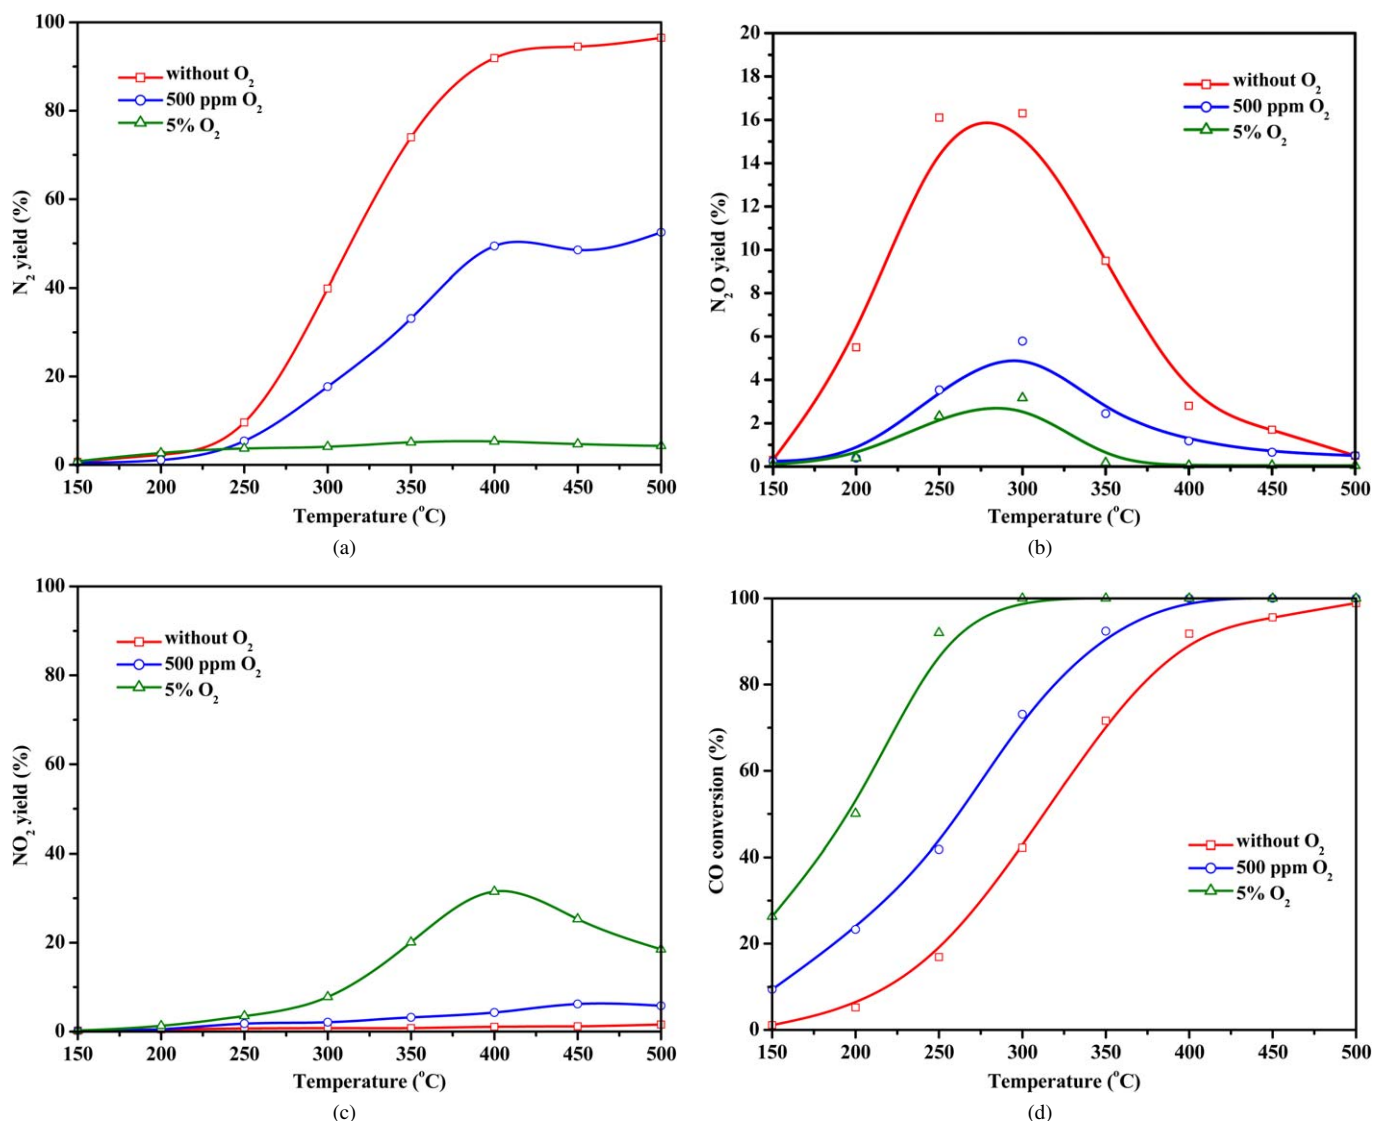 100
80
60
40
20
0
N₂ yield (%)
without O₂
500 ppm O₂
5% O₂
150 200 250 300 350 400 450 500
Temperature (°C)
(a)
20
18
16
14
12
10
8
6
4
2
0
N₂O yield (%)
without O₂
500 ppm O₂
5% O₂
150 200 250 300 350 400 450 500
Temperature (°C)
(b)
100
80
60
40
20
0
NO₂ yield (%)
without O₂
500 ppm O₂
5% O₂
150 200 250 300 350 400 450 500
Temperature (°C)
(c)
100
80
60
40
20
0
CO conversion (%)
without O₂
500 ppm O₂
5% O₂
150 200 250 300 350 400 450 500
Temperature (°C)
(d)